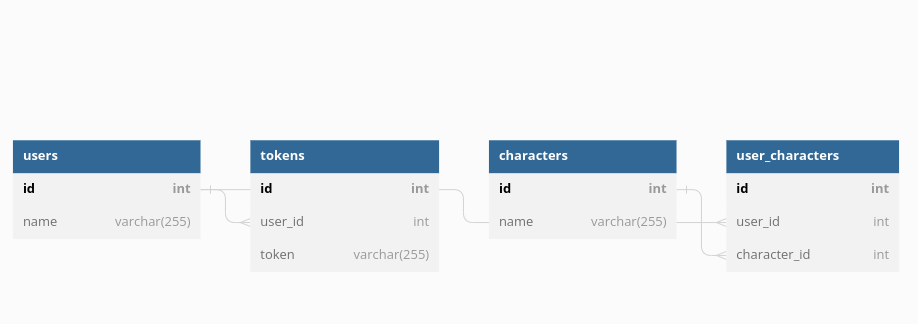 users
id int
name varchar(255)
tokens
id int
user_id int
token varchar(255)
characters
id int
name varchar(255)
user_characters
id int
user_id int
character_id int